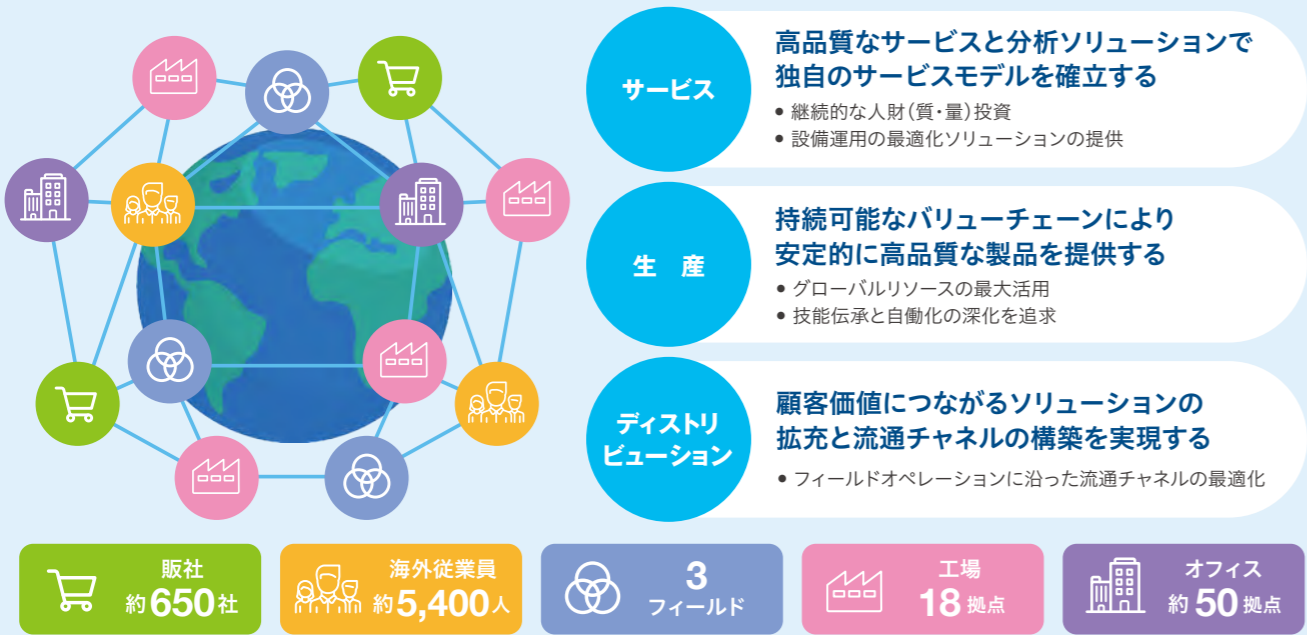 サービス
高品質なサービスと分析ソリューションで
独自のサービスモデルを確立する
• 継続的な人財(質・量)投資
• 設備運用の最適化ソリューションの提供
生 産
持続可能なバリューチェーンにより
安定的に高品質な製品を提供する
• グローバルリソースの最大活用
• 技能伝承と自働化の深化を追求
ディストリ
ビューション
顧客価値につながるソリューションの
拡充と流通チャネルの構築を実現する
• フィールドオペレーションに沿った流通チャネルの最適化
販社
約650社
海外従業員
約5,400人
3
フィールド
工場
18拠点
オフィス
約50拠点